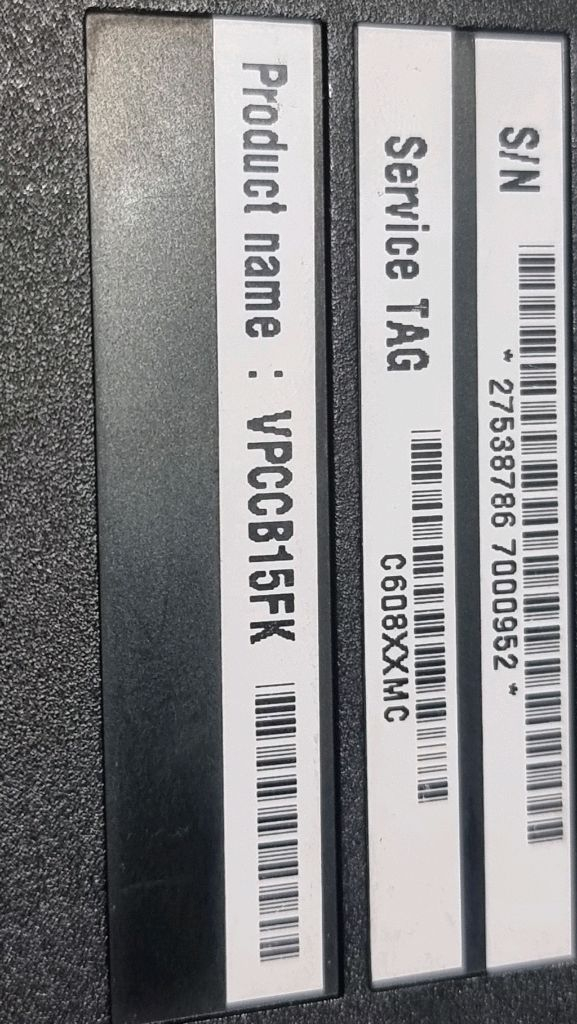 S/N
* 27538786 7000952 *
Service TAG
C608XXMC
Product name : VPCCB15FK